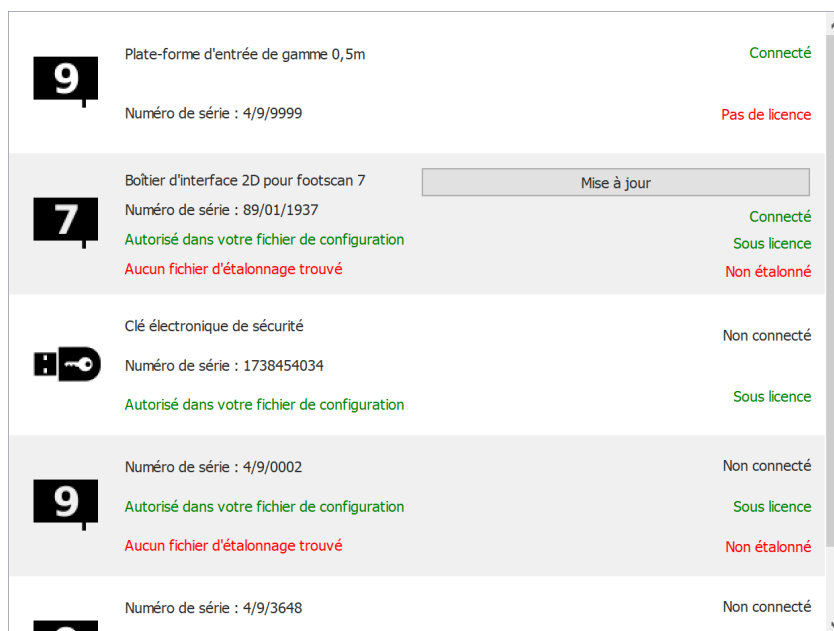 9
Plate-forme d'entrée de gamme 0,5m
Connecté
Numéro de série : 4/9/9999
Pas de licence
7
Boîtier d'interface 2D pour footscan 7
Mise à jour
Numéro de série : 89/01/1937
Connecté
Autorisé dans votre fichier de configuration
Sous licence
Aucun fichier d'étalonnage trouvé
Non étalonné
Clé électronique de sécurité
Non connecté
Numéro de série : 1738454034
Autorisé dans votre fichier de configuration
Sous licence
9
Numéro de série : 4/9/0002
Non connecté
Autorisé dans votre fichier de configuration
Sous licence
Aucun fichier d'étalonnage trouvé
Non étalonné
Numéro de série : 4/9/3648
Non connecté